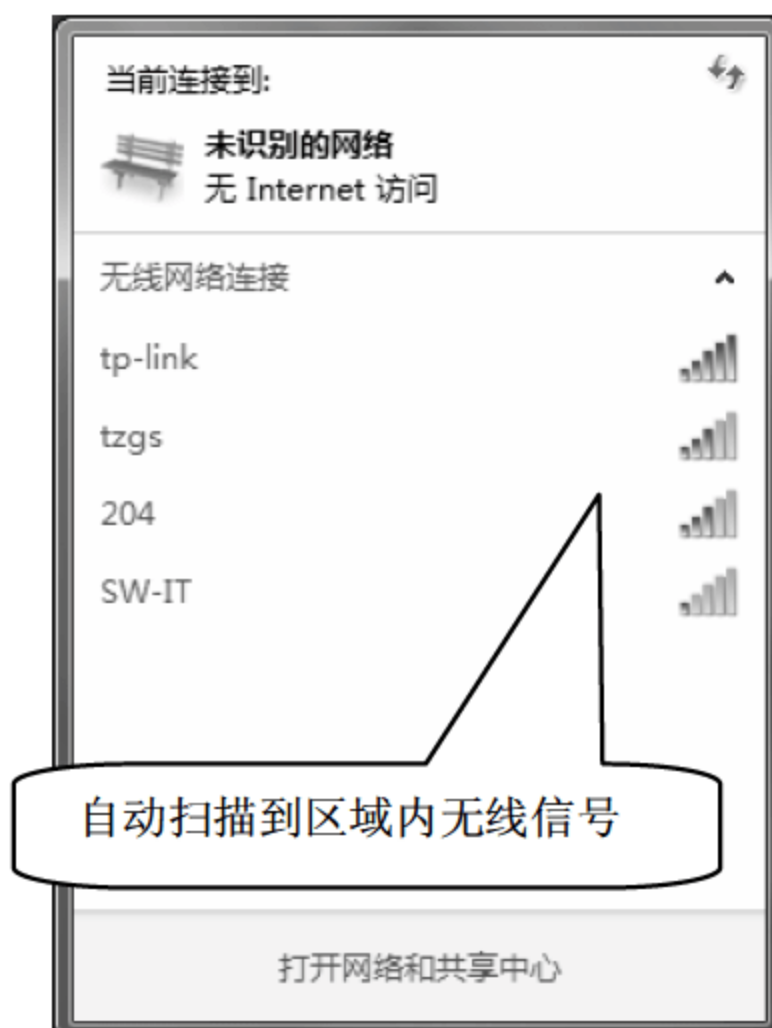 当前连接到:
未识别的网络
无 Internet 访问
无线网络连接
tp-link
tzgs
204
SW-IT
自动扫描到区域内无线信号
打开网络和共享中心